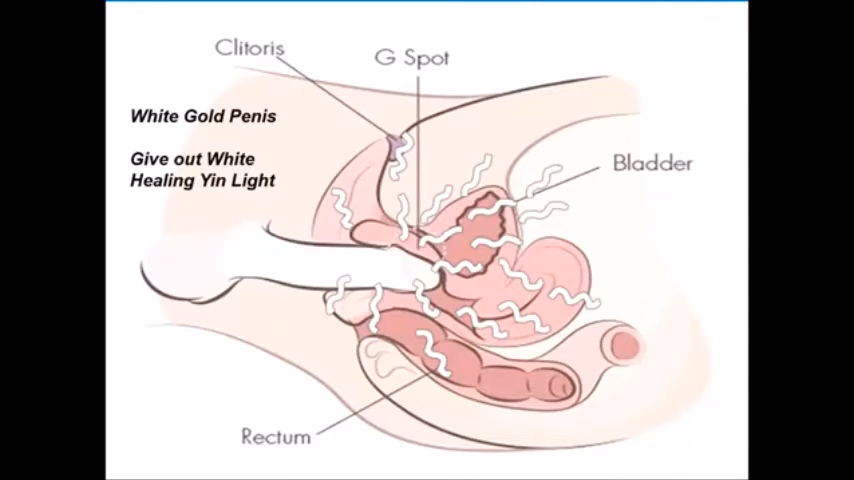 Clitoris
G Spot
White Gold Penis
Give out White
Healing Yin Light
Bladder
Rectum